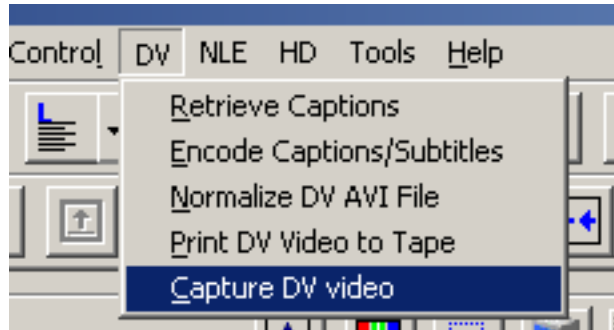 Control DV NLE HD Tools Help
L
Retrieve Captions
Encode Captions/Subtitles
Normalize DV AVI File
Print DV Video to Tape
Capture DV video